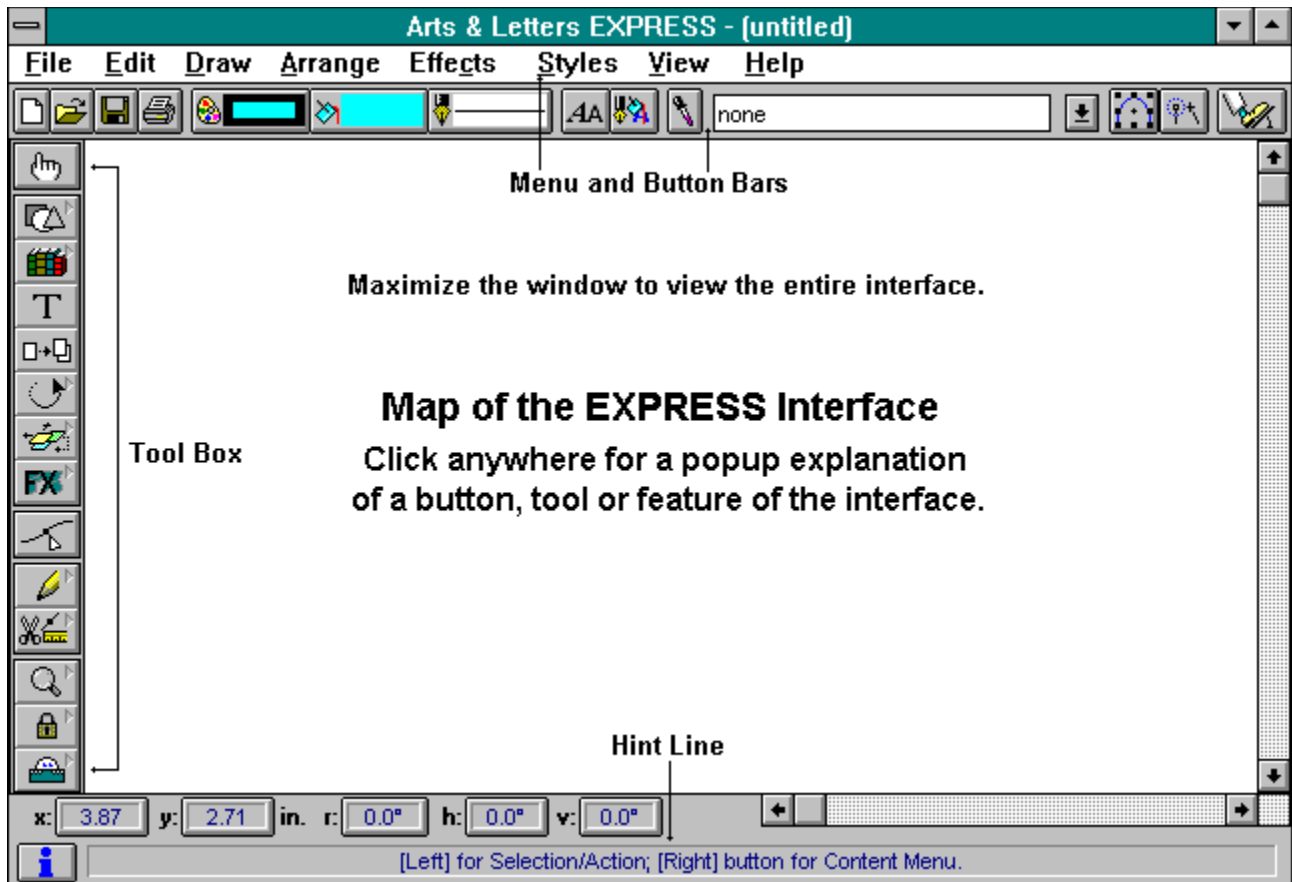 Arts & Letters EXPRESS - (untitled)
File Edit Draw Arrange Effects Styles View Help
AA A none
Menu and Button Bars
Maximize the window to view the entire interface.
T
Map of the EXPRESS Interface
Tool Box
Click anywhere for a popup explanation
FX
of a button, tool or feature of the interface.
Hint Line
x: 3.87 y: 2.71 in. r: 0.0° h: 0.0° v: 0.0°
i [Left] for Selection/Action; [Right] button for Content Menu.